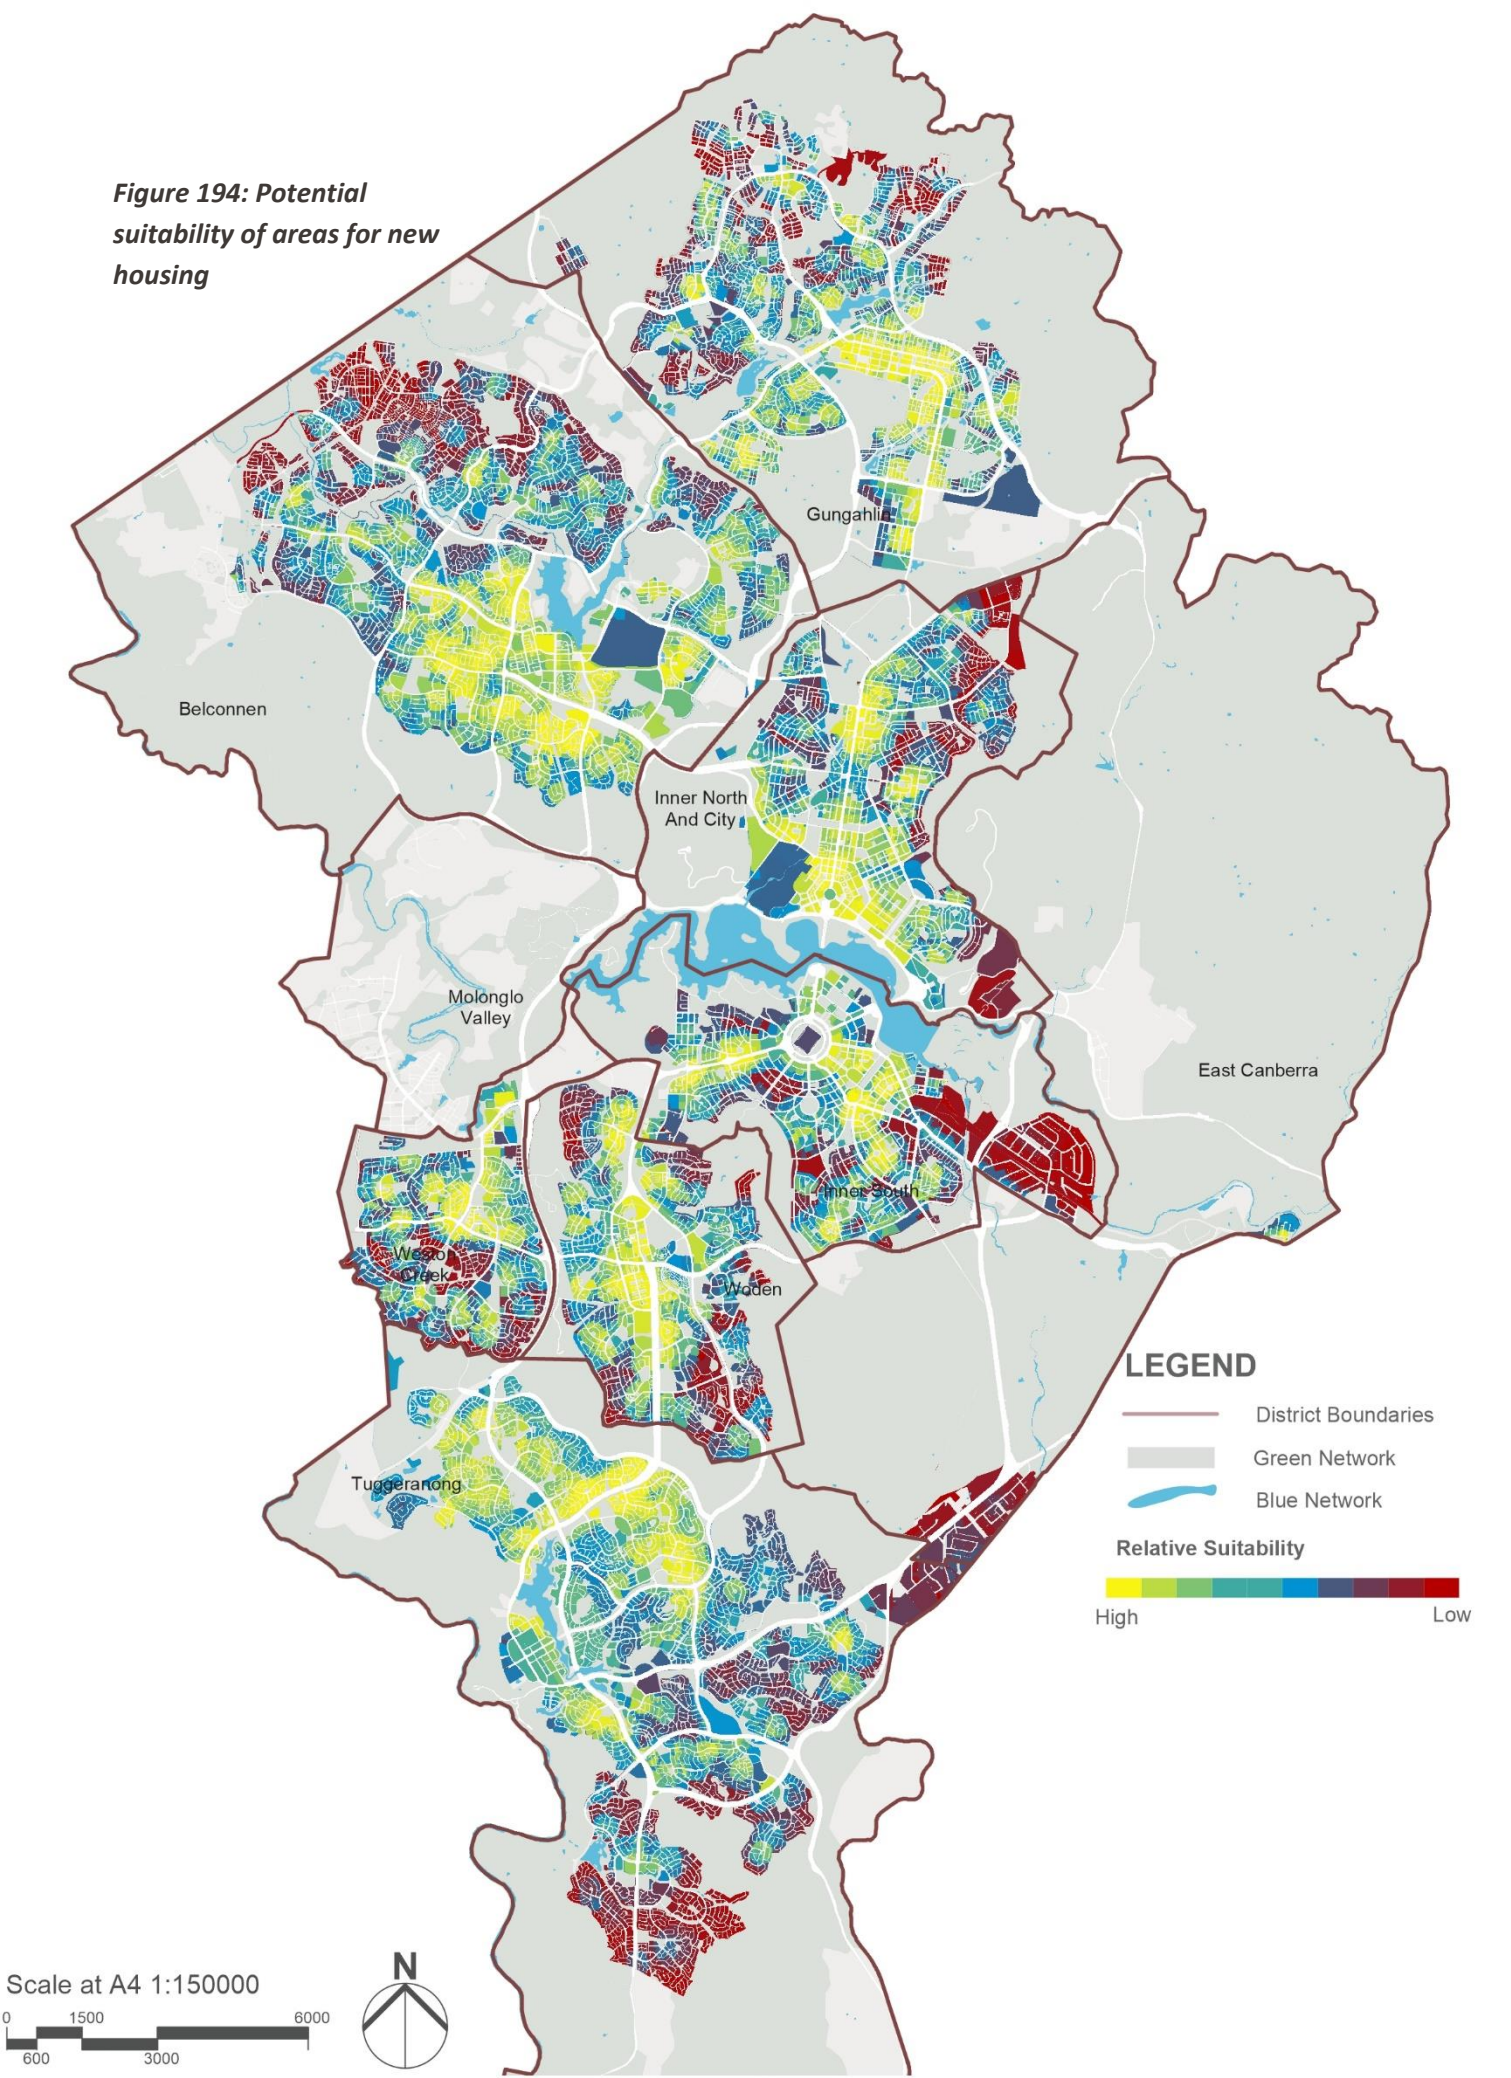 Figure 194: Potential
suitability of areas for new
housing
Gungahlin
Belconnen
Inner North
And City
Molonglo
Valley
East Canberra
Inner South
Weston
Creek
Woden
Tuggeranong
LEGEND
District Boundaries
Green Network
Blue Network
Relative Suitability
High
Low
Scale at A4 1:150000
0 1500 6000
600 3000
N